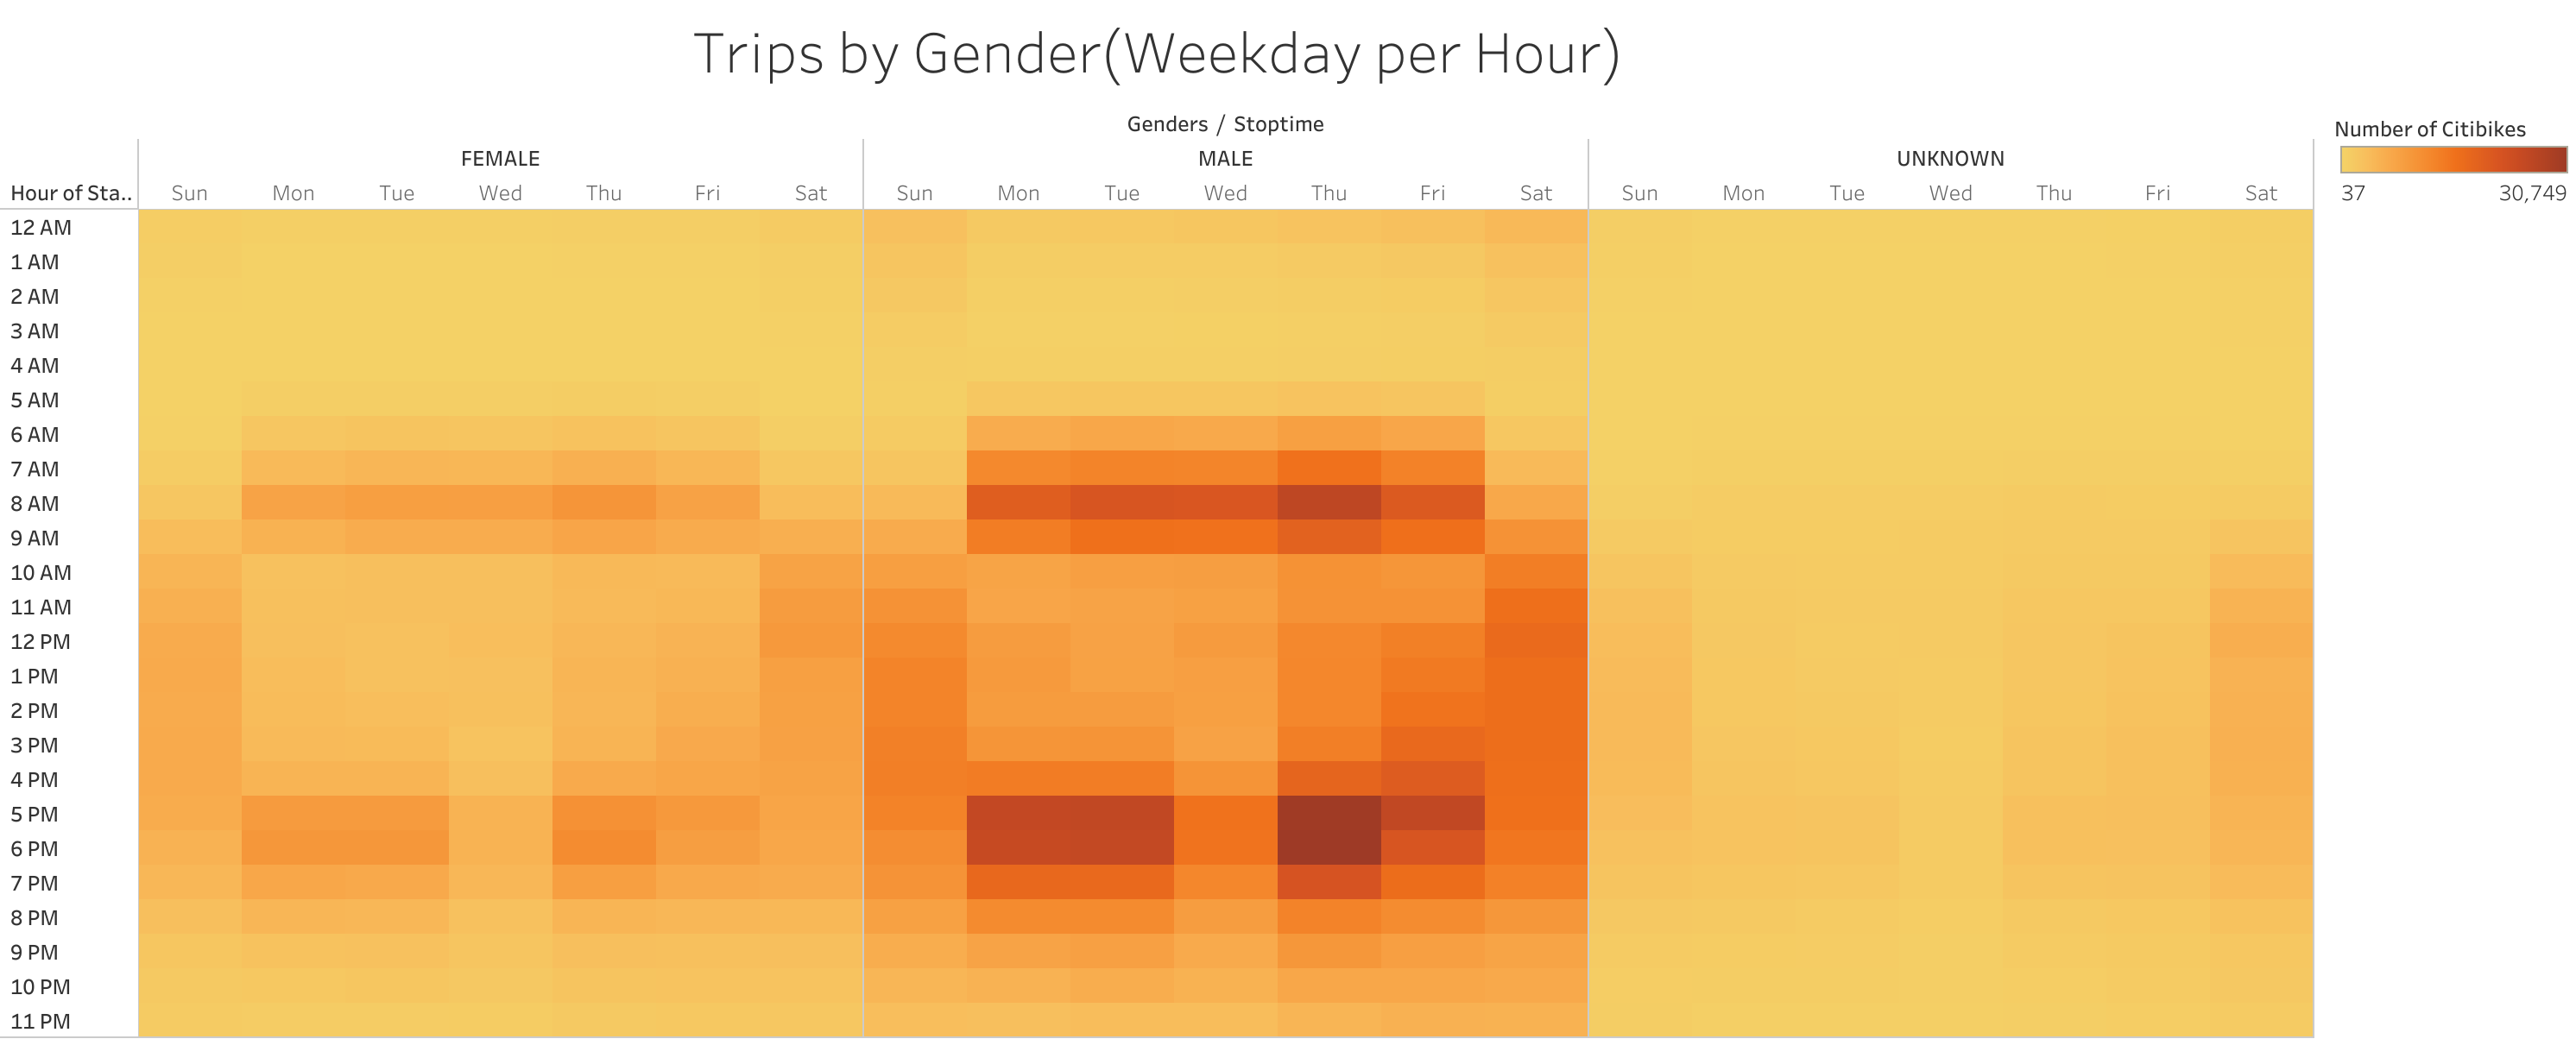 Trips by Gender(Weekday per Hour)
Genders / Stoptime
Number of Citibikes
37 30,749
FEMALE MALE UNKNOWN
Hour of Sta.. Sun Mon Tue Wed Thu Fri Sat Sun Mon Tue Wed Thu Fri Sat Sun Mon Tue Wed Thu Fri Sat
12 AM
1 AM
2 AM
3 AM
4 AM
5 AM
6 AM
7 AM
8 AM
9 AM
10 AM
11 AM
12 PM
1 PM
2 PM
3 PM
4 PM
5 PM
6 PM
7 PM
8 PM
9 PM
10 PM
11 PM